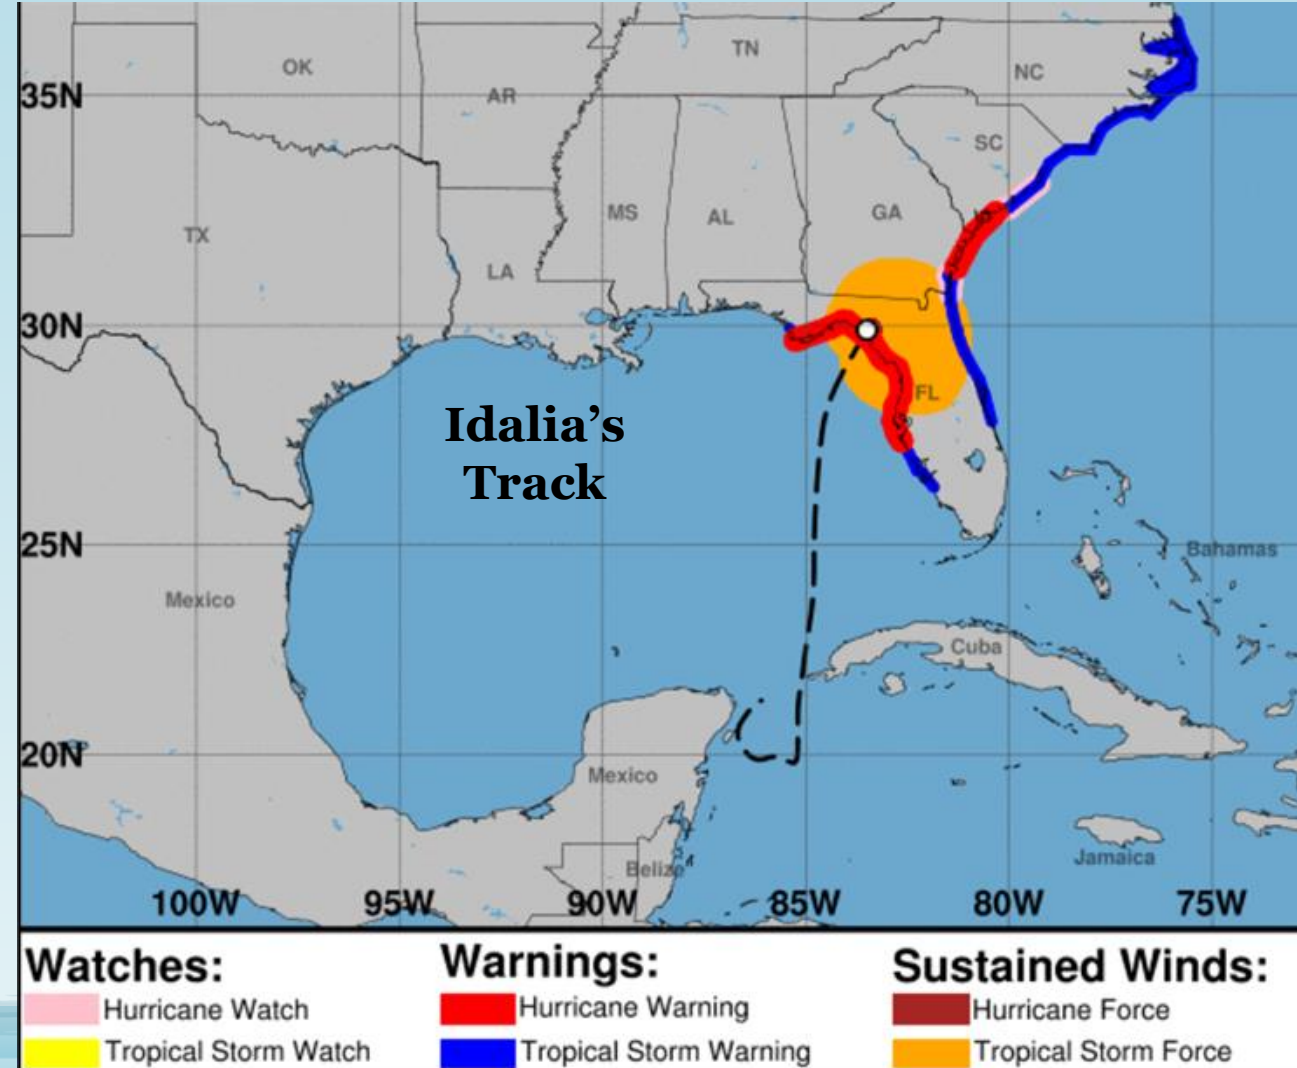 TN
OK
NC
AR
35N
SC
MS
AL
GA
TX
LA
30N
FL
Idalia's
Track
25N
Bahamas
Mexico
Cuba
20N
Mexico
Jamaica
Belize
100W 95W 90W 85W 80W 75W
Watches: Warnings: Sustained Winds:
Hurricane Watch Hurricane Warning Hurricane Force
Tropical Storm Watch Tropical Storm Warning Tropical Storm Force